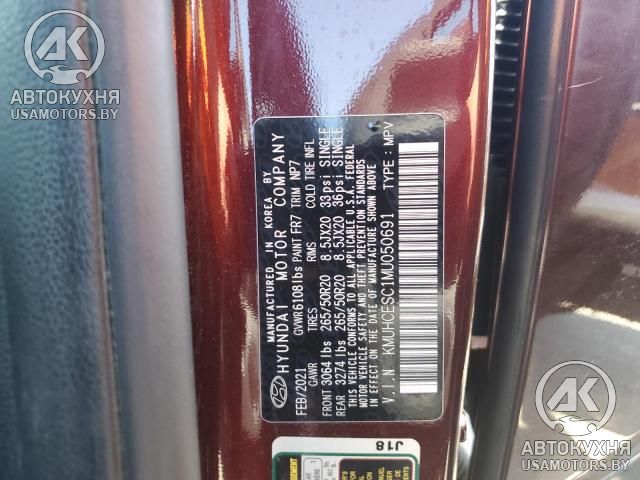 АВТОКУХНЯ
USAMOTORS.BY
MANUFACTURED IN KOREA BY
HYUNDAI MOTOR COMPANY
FEB/2021 GVWR 6108 lbs PAINT FR7 TRIM NP7
GAWR TIRES RIMS COLD TIRE INFL
FRONT 3064 lbs 265/50R20 8.5JX20 33psi SINGLE
REAR 3274 lbs 265/50R20 8.5JX20 36psi SINGLE
THIS VEHICLE CONFORMS TO ALL APPLICABLE U.S.A. FEDERAL
MOTOR VEHICLE SAFETY AND THEFT PREVENTION STANDARDS
IN EFFECT ON THE DATE OF MANUFACTURE SHOWN ABOVE
V.I.N KMUHCESC1MU050691 TYPE : MPV
J18
АВТОКУХНЯ
USAMOTORS.BY